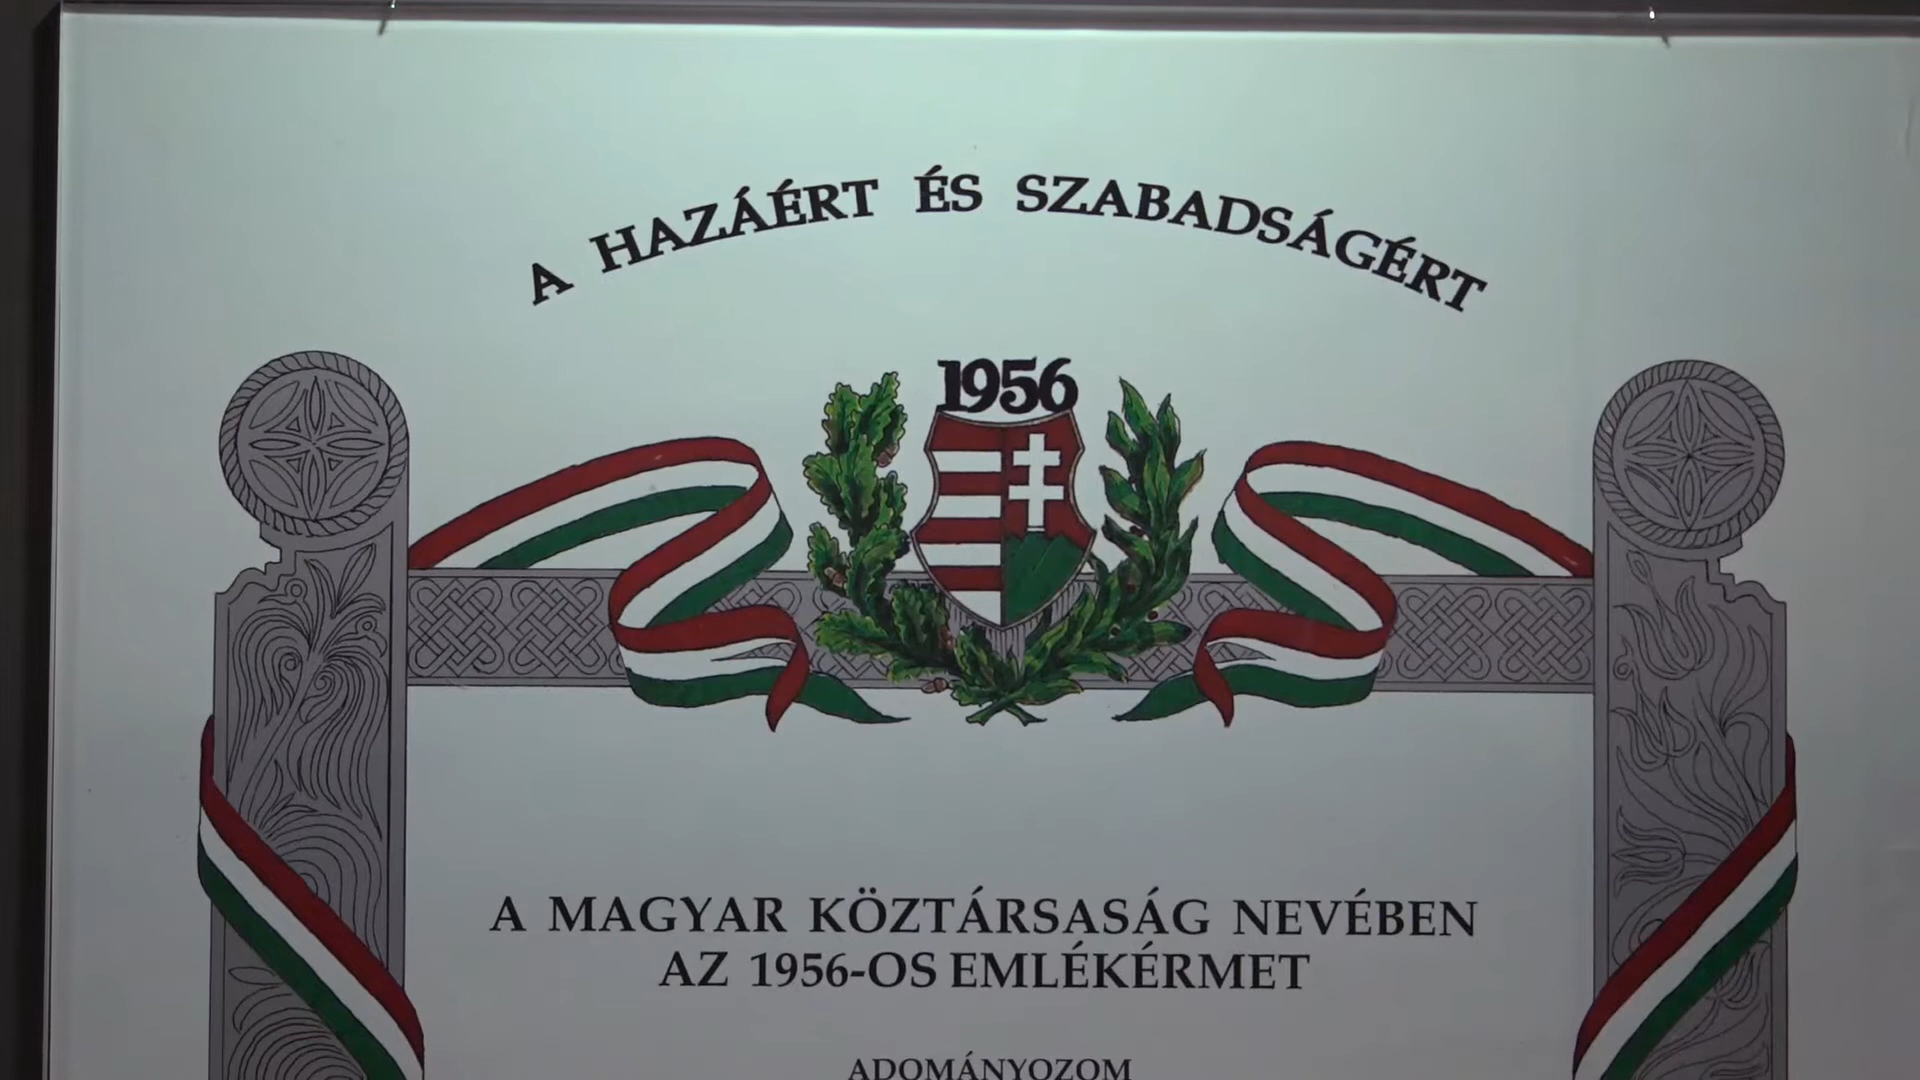 A HAZÁÉRT ÉS SZABADSÁGÉRT
1956
A MAGYAR KÖZTÁRSASÁG NEVÉBEN
AZ 1956-OS EMLÉKÉRMET
ADOMÁNYOZOM